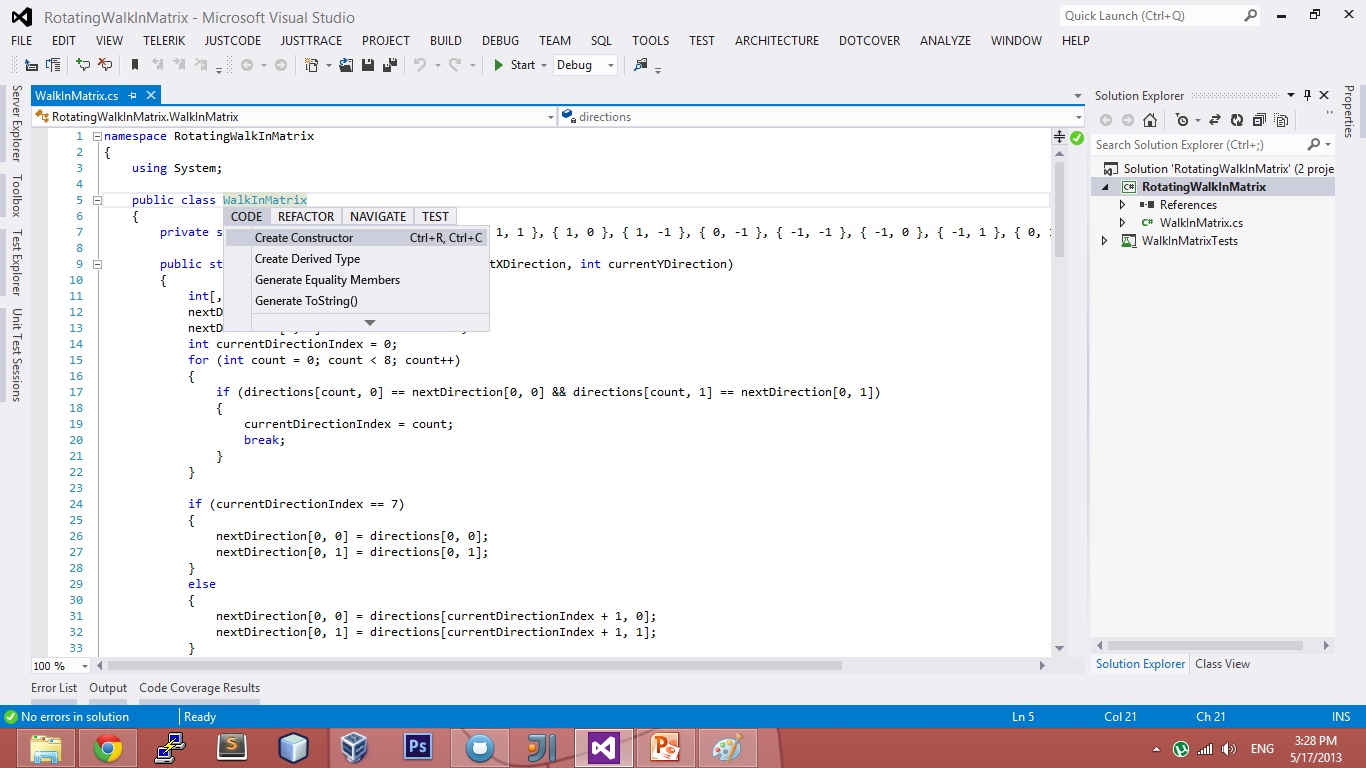 RotatingWalkInMatrix - Microsoft Visual Studio
Quick Launch (Ctrl+Q)
FILE EDIT VIEW TELERIK JUSTCODE JUSTTRACE PROJECT BUILD DEBUG TEAM SQL TOOLS TEST ARCHITECTURE DOTCOVER ANALYZE WINDOW HELP
Start Debug
Server Explorer
Toolbox
Test Explorer
Unit Test Sessions
WalkInMatrix.cs
RotatingWalkInMatrix.WalkInMatrix directions
1 namespace RotatingWalkInMatrix
2 {
3 using System;
4
5 public class WalkInMatrix
6 {
CODE REFACTOR NAVIGATE TEST
7 private s 1, 1 }, { 1, 0 }, { 1, -1 }, { 0, -1 }, { -1, -1 }, { -1, 0 }, { -1, 1 }, { 0,
Create Constructor Ctrl+R, Ctrl+C
8
Create Derived Type
9 public st tXDirection, int currentYDirection)
10 {
Generate Equality Members
11 int[,
Generate ToString()
12 nextD
13 nextD
14 int currentDirectionIndex = 0;
15 for (int count = 0; count < 8; count++)
16 {
17 if (directions[count, 0] == nextDirection[0, 0] && directions[count, 1] == nextDirection[0, 1])
18 {
19 currentDirectionIndex = count;
20 break;
21 }
22 }
23
24 if (currentDirectionIndex == 7)
25 {
26 nextDirection[0, 0] = directions[0, 0];
27 nextDirection[0, 1] = directions[0, 1];
28 }
29 else
30 {
31 nextDirection[0, 0] = directions[currentDirectionIndex + 1, 0];
32 nextDirection[0, 1] = directions[currentDirectionIndex + 1, 1];
33 }
100 %
Solution Explorer
Search Solution Explorer (Ctrl+;)
Solution 'RotatingWalkInMatrix' (2 proje
C# RotatingWalkInMatrix
References
C# WalkInMatrix.cs
WalkInMatrixTests
Solution Explorer Class View
Properties
Error List Output Code Coverage Results
No errors in solution Ready Ln 5 Col 21 Ch 21 INS
S Ps JI P
ENG
3:28 PM
5/17/2013